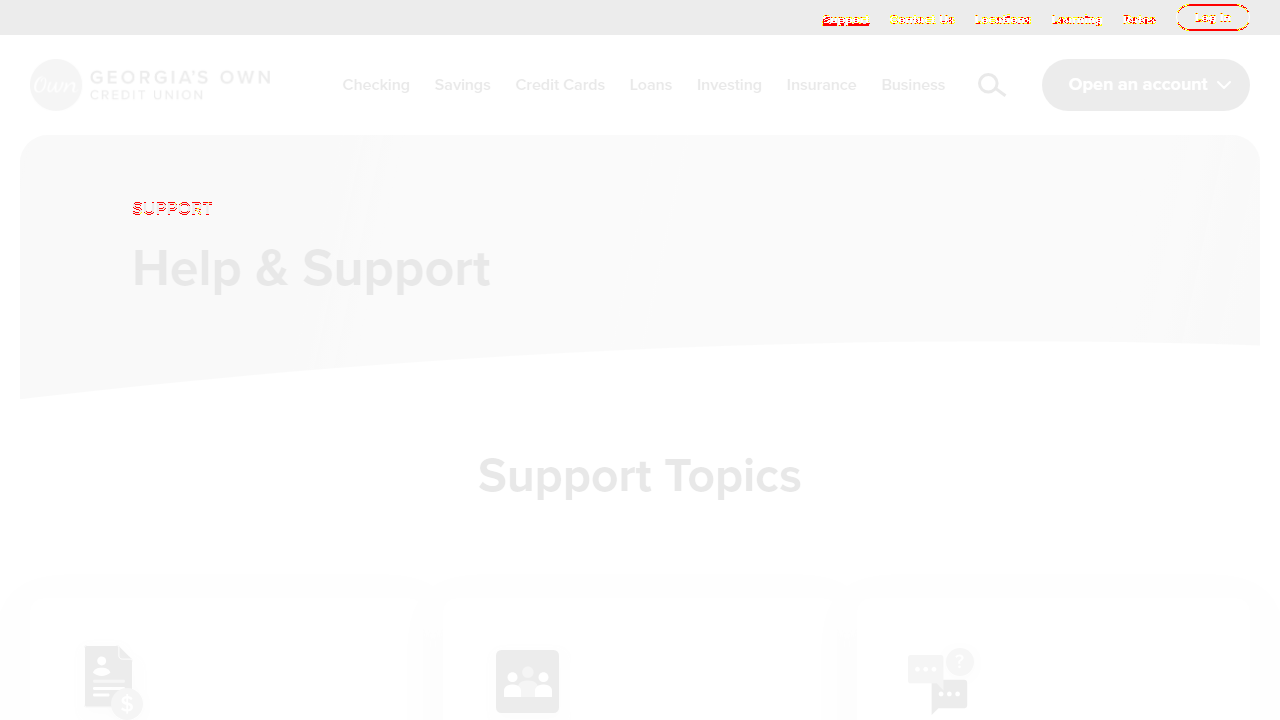 Support Contact Us Locations Learning Rates Log In
Own GEORGIA'S OWN
CREDIT UNION
Checking Savings Credit Cards Loans Investing Insurance Business Open an account
SUPPORT
Help & Support
Support Topics
$
?